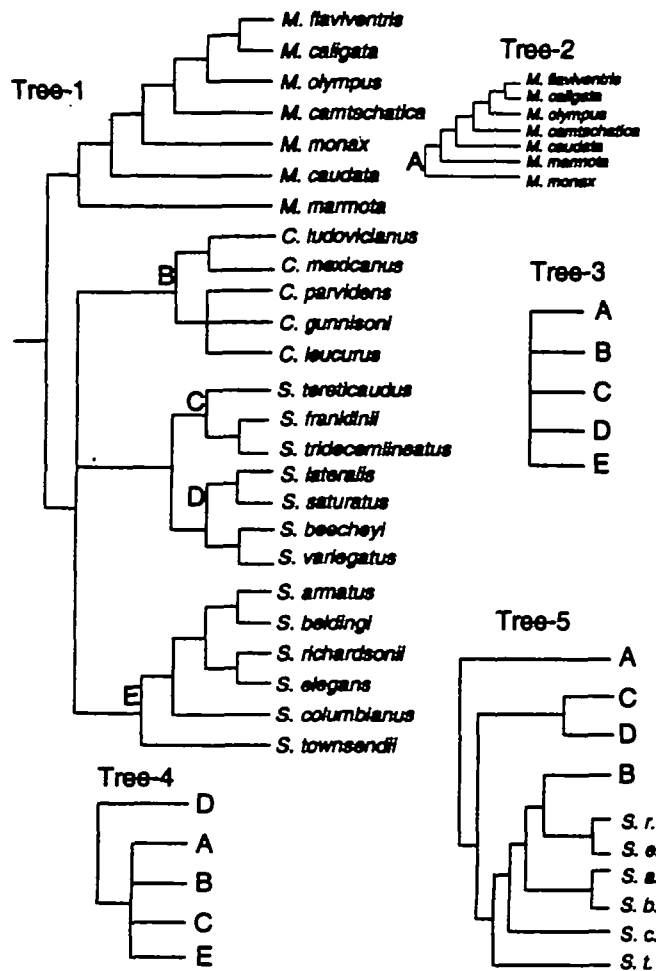 Tree-1
M. flaviventris
M. caligata
M. olympus
M. camtschatica
M. monax
M. caudata
M. marmota
C. ludovicianus
C. mexicanus
C. parvidens
C. gunnisoni
C. leucurus
S. tereticaudus
S. franklinii
S. tridecemlineatus
S. lateralis
S. saturatus
S. beecheyi
S. variegatus
S. armatus
S. beldingi
S. richardsonii
S. elegans
S. columbianus
S. townsendii
B
C
D
E
Tree-2
M. flaviventris
M. caligata
M. olympus
M. camtschatica
M. caudata
M. marmota
M. monax
A
Tree-3
A
B
C
D
E
Tree-4
D
A
B
C
E
Tree-5
A
C
D
B
S. r.
S. e.
S. a.
S. b.
S. c.
S. t.